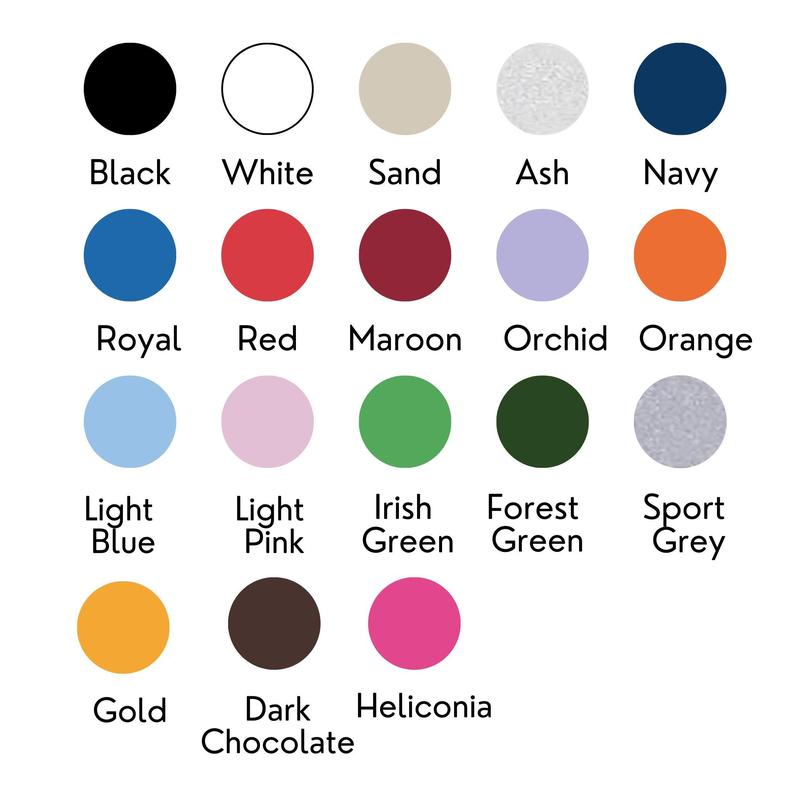 Black White Sand Ash Navy
Royal Red Maroon Orchid Orange
Light Light Irish Forest Sport
Blue Pink Green Green Grey
Gold Dark Heliconia
Chocolate